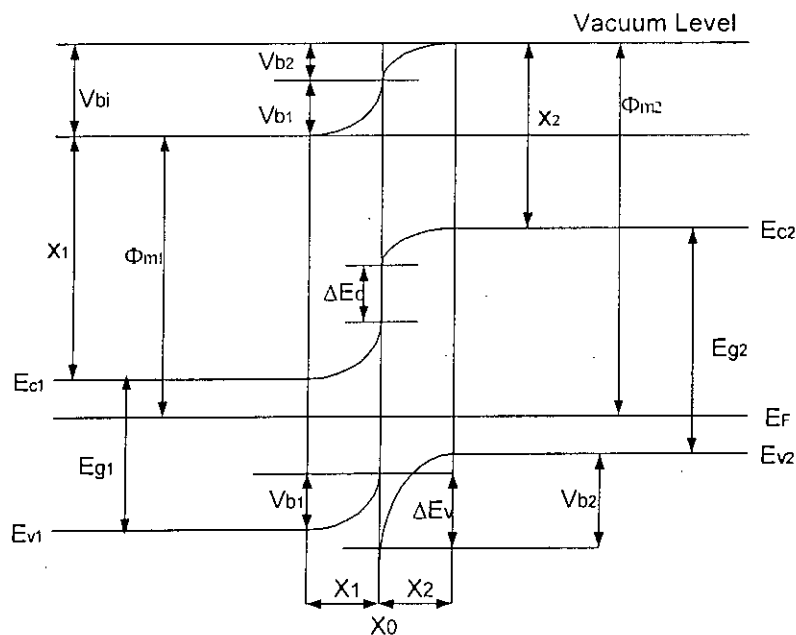 Vacuum Level
Vb2
Vbi
Vb1
Φm2
X2
X1
Φm1
Ec2
ΔEc
Eg2
Ec1
EF
Eg1
Ev2
Vb1
ΔEv
Vb2
Ev1
X1
X2
X0